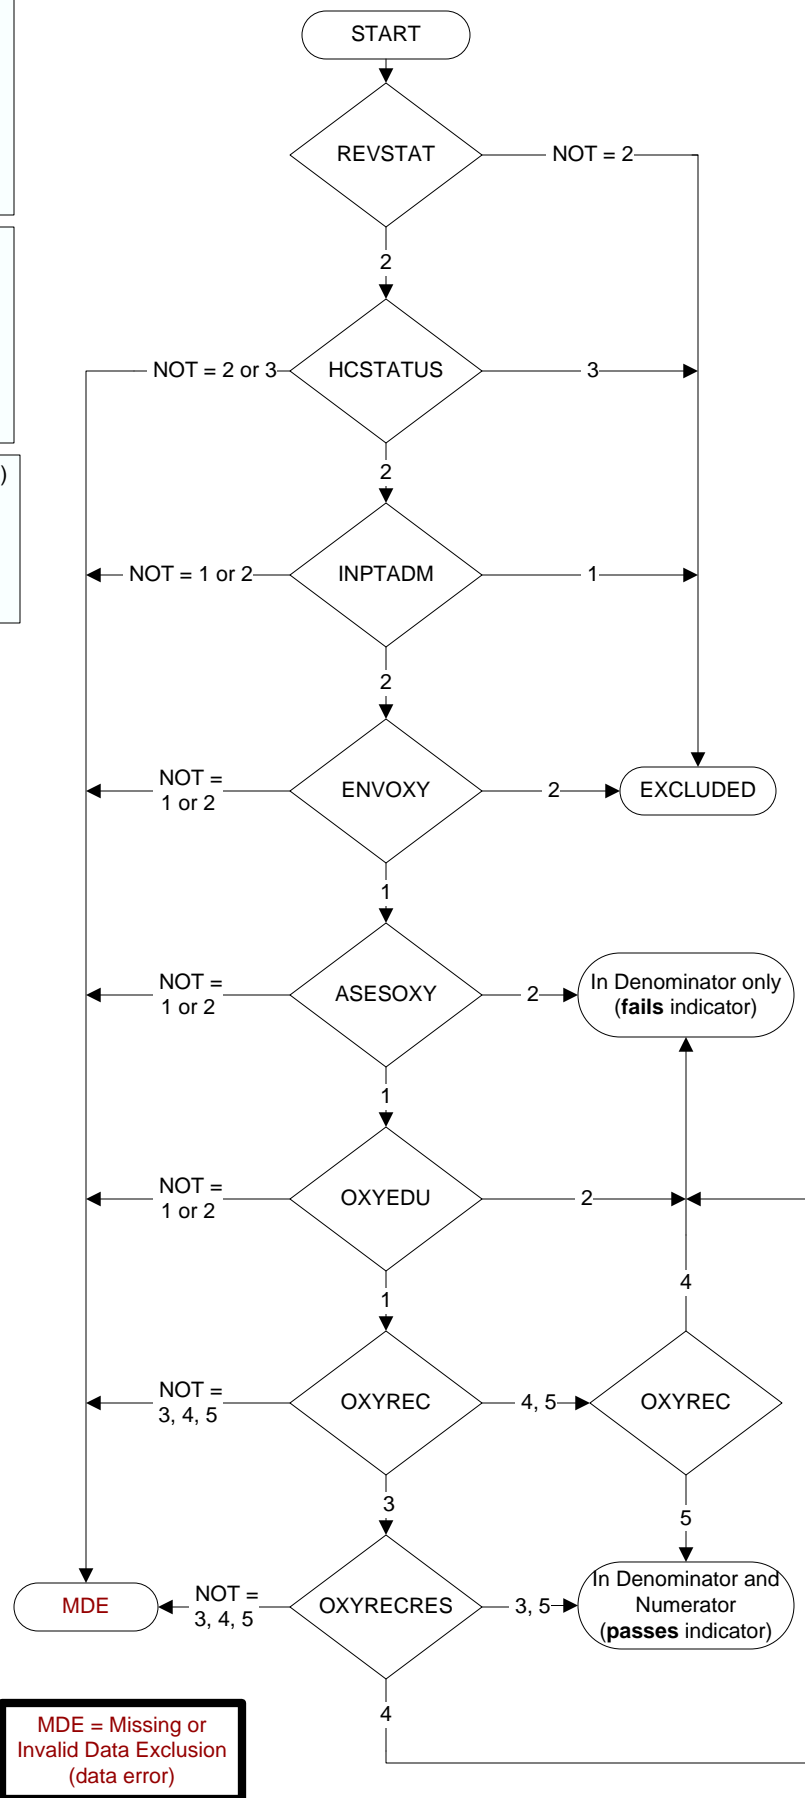 START
REVSTAT
NOT = 2
2
NOT = 2 or 3
HCSTATUS
3
)
2
NOT = 1 or 2
INPTADM
1
2
NOT =
1 or 2
ENVOXY
2
EXCLUDED
1
NOT =
1 or 2
ASESOXY
2
In Denominator only
(fails indicator)
1
NOT =
1 or 2
OXYEDU
2
1
4
NOT =
3, 4, 5
OXYREC
4, 5
OXYREC
3
5
MDE
NOT =
3, 4, 5
OXYRECRES
3, 5
In Denominator and
Numerator
(passes indicator)
4
MDE = Missing or
Invalid Data Exclusion
(data error)